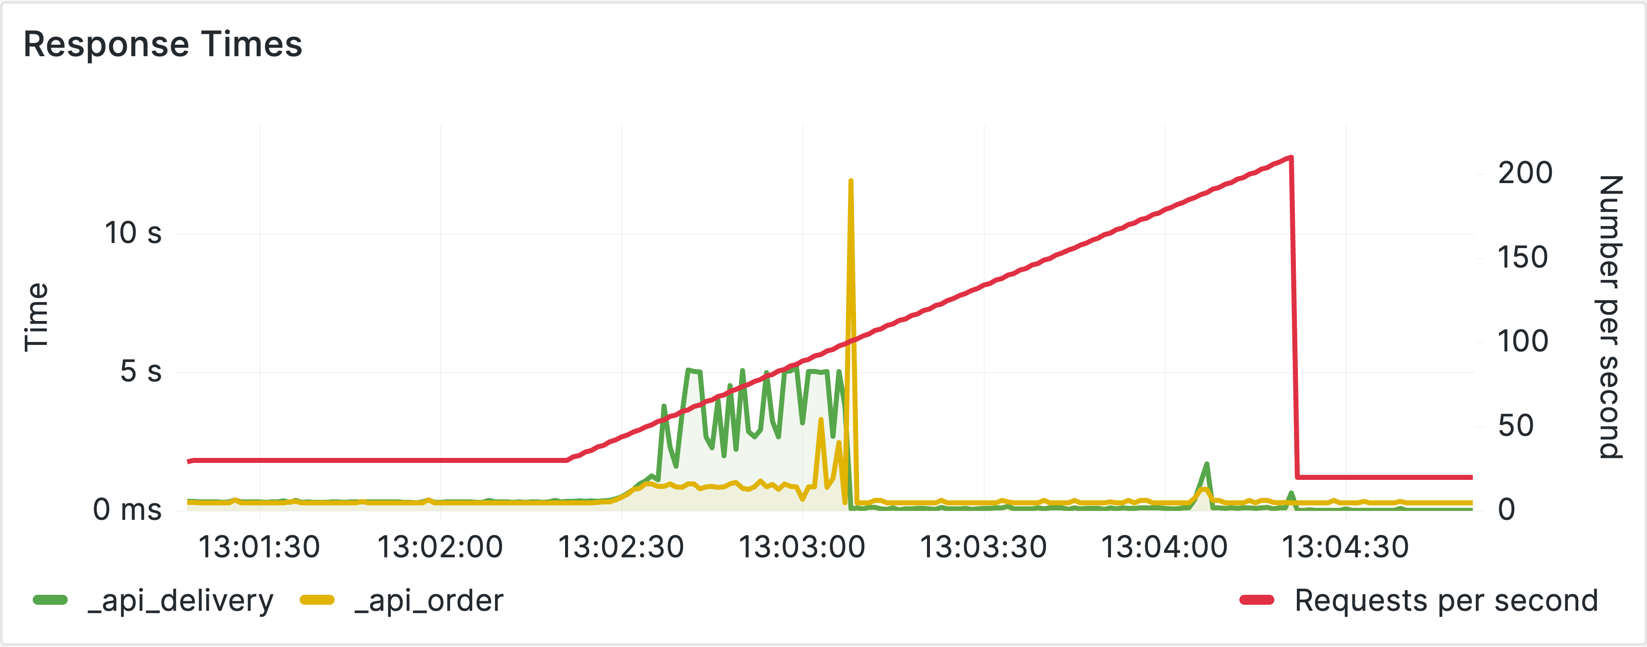 Response Times
Time
10 s
5 s
0 ms
200
150
100
50
0
Number per second
13:01:30 13:02:00 13:02:30 13:03:00 13:03:30 13:04:00 13:04:30
_api_delivery _api_order Requests per second